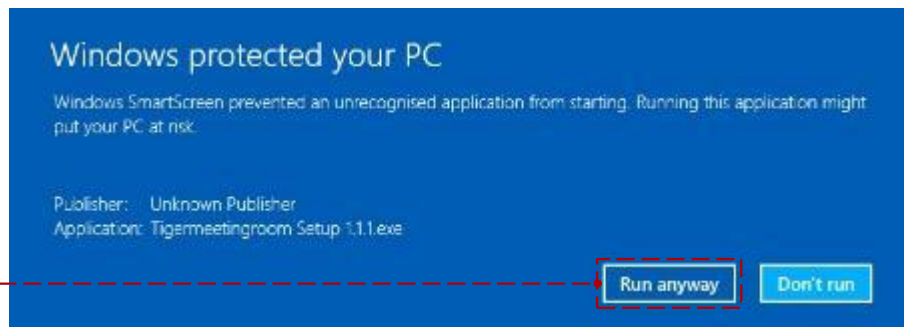 Windows protected your PC
Windows SmartScreen prevented an unrecognised application from starting. Running this application might
put your PC at risk.
Publisher: Unknown Publisher
Application: Tigermeetingroom Setup 1.1.1.exe
Run anyway Don't run